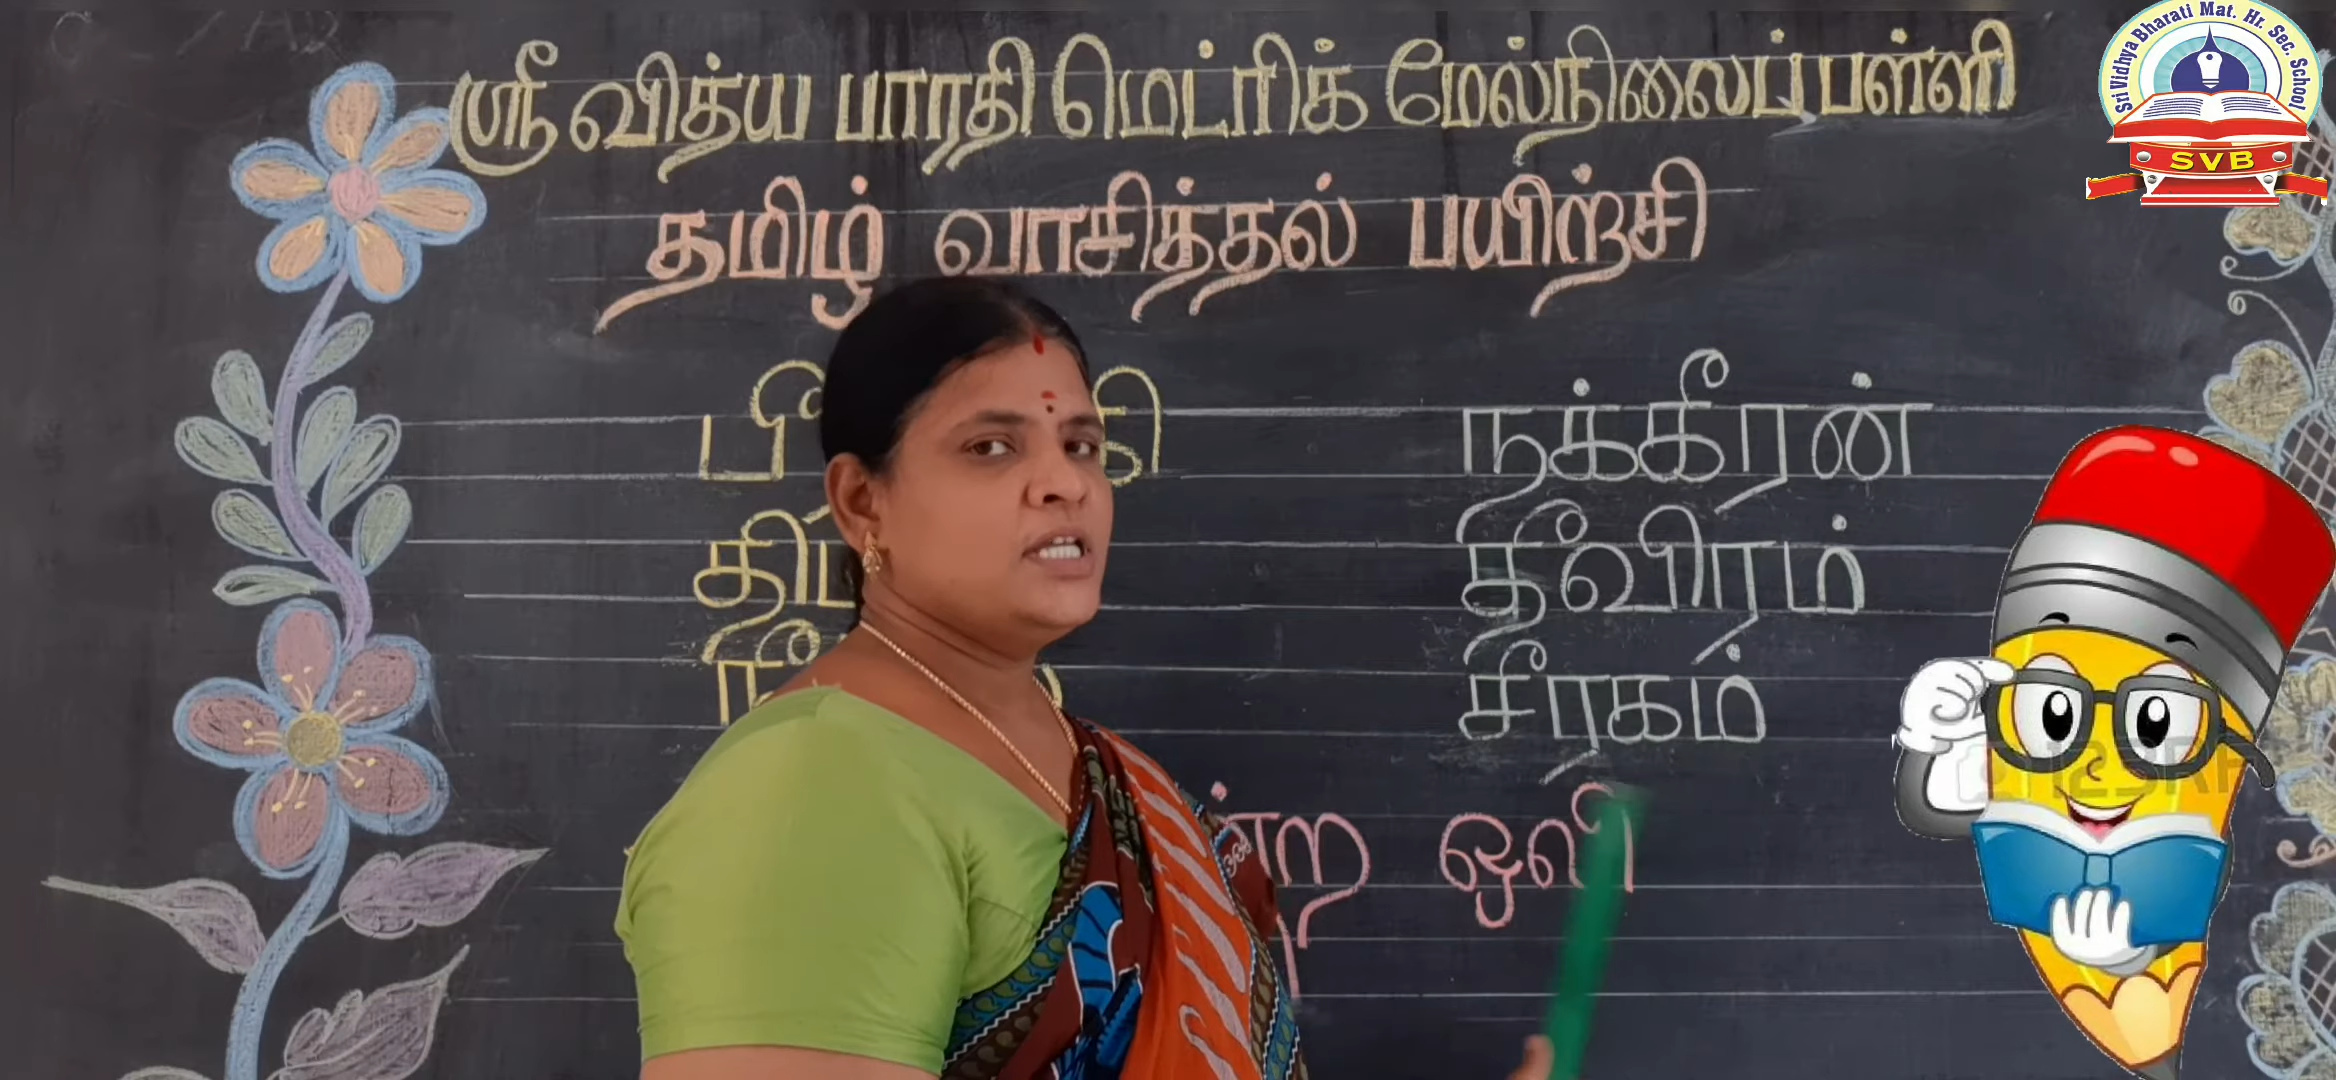 ஸ்ரீ வித்ய பாரதி மெட்ரிக் மேல்நிலைப் பள்ளி
Sri Vidhya Bharati Mat. Hr. Sec. School,
SVB
தமிழ் வாசித்தல் பயிற்சி
நக்கீரன்
தீவிரம்
சீரகம்
ஒலி